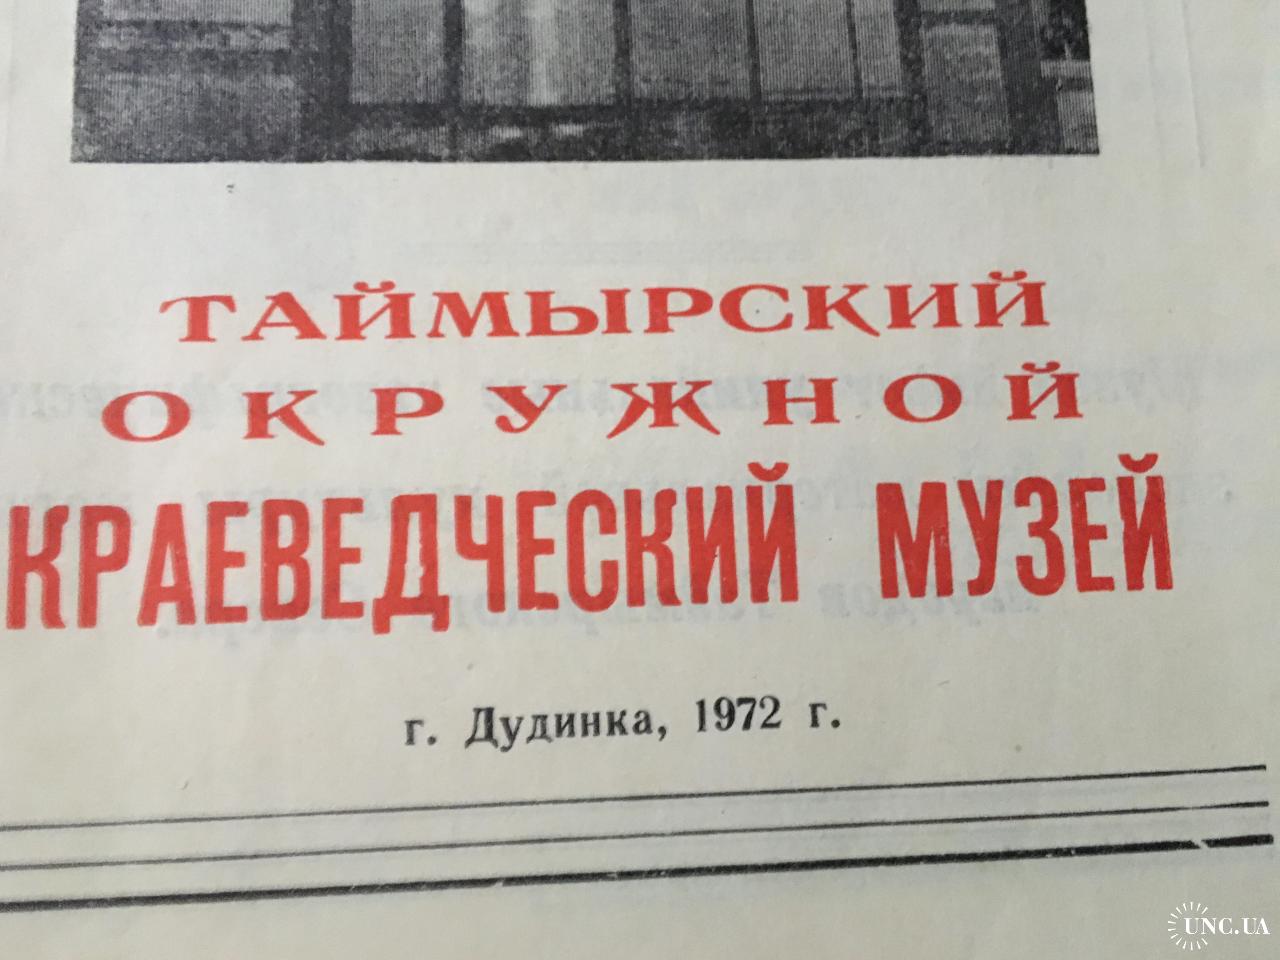 ТАЙМЫРСКИЙ
ОКРУЖНОЙ
КРАЕВЕДЧЕСКИЙ МУЗЕЙ
г. Дудинка, 1972 г.
UNC.UA